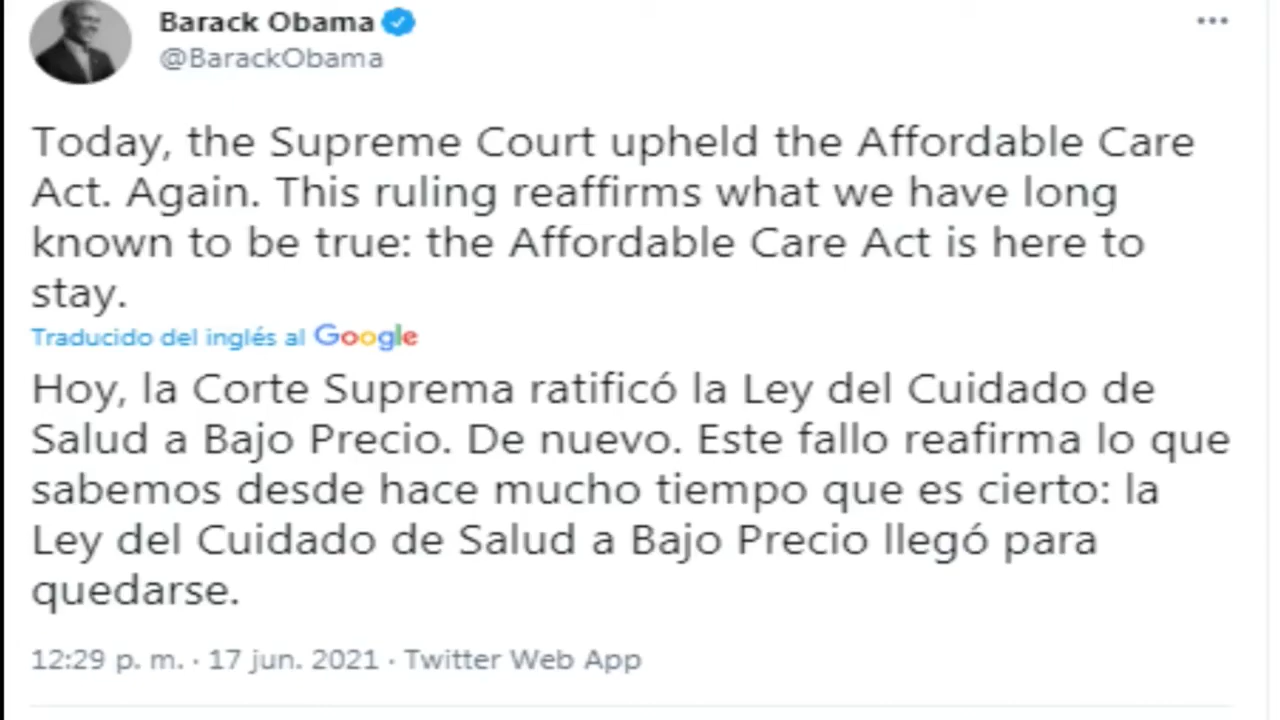 Barack Obama
@BarackObama
Today, the Supreme Court upheld the Affordable Care
Act. Again. This ruling reaffirms what we have long
known to be true: the Affordable Care Act is here to
stay.
Traducido del inglés al Google
Hoy, la Corte Suprema ratificó la Ley del Cuidado de
Salud a Bajo Precio. De nuevo. Este fallo reafirma lo que
sabemos desde hace mucho tiempo que es cierto: la
Ley del Cuidado de Salud a Bajo Precio llegó para
quedarse.
12:29 p. m. · 17 jun. 2021 · Twitter Web App